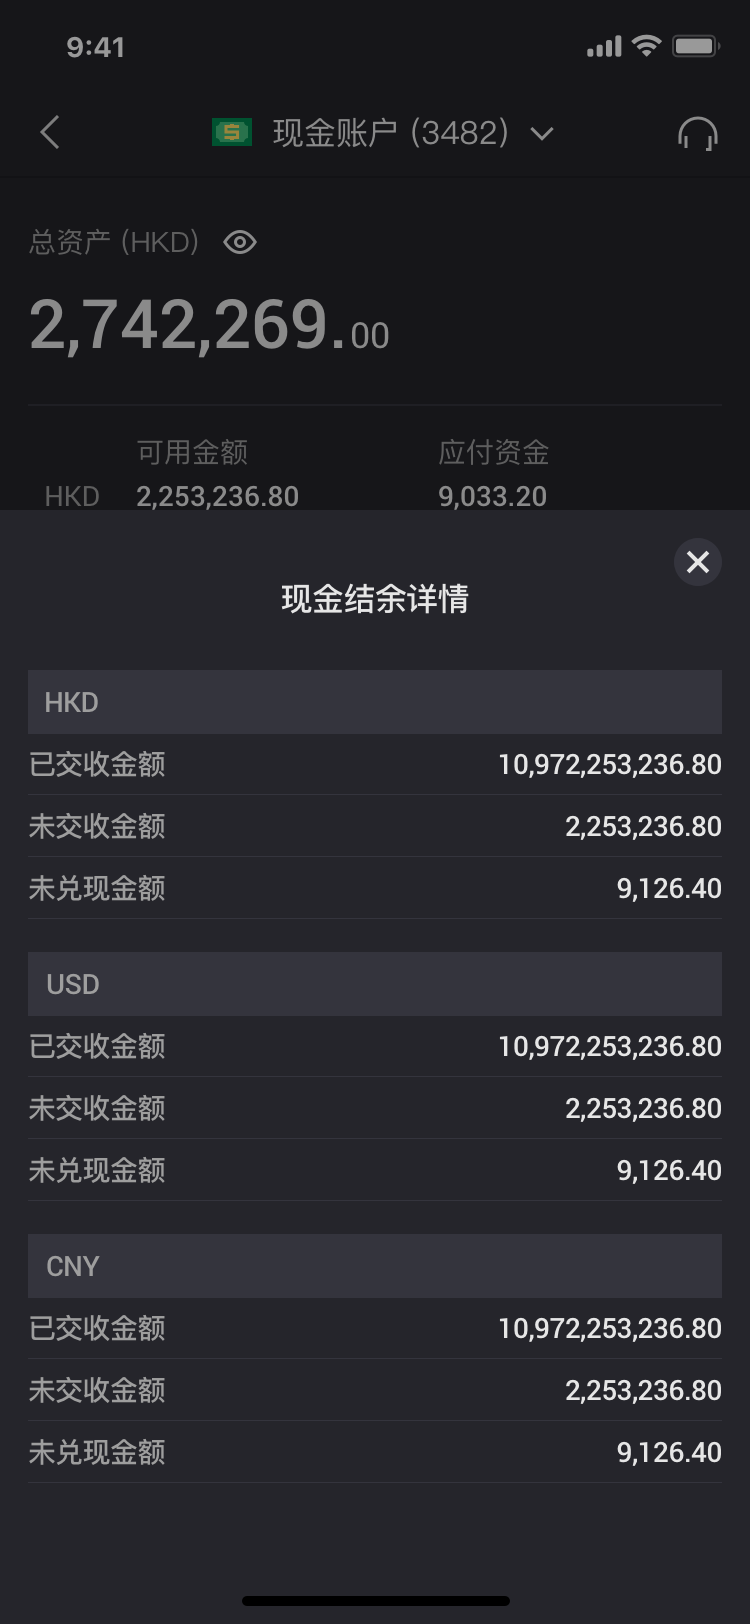 9:41
现金账户 (3482)
总资产 (HKD)
2,742,269.00
可用金额 应付资金
HKD 2,253,236.80 9,033.20
现金结余详情
HKD
已交收金额 10,972,253,236.80
未交收金额 2,253,236.80
未兑现金额 9,126.40
USD
已交收金额 10,972,253,236.80
未交收金额 2,253,236.80
未兑现金额 9,126.40
CNY
已交收金额 10,972,253,236.80
未交收金额 2,253,236.80
未兑现金额 9,126.40